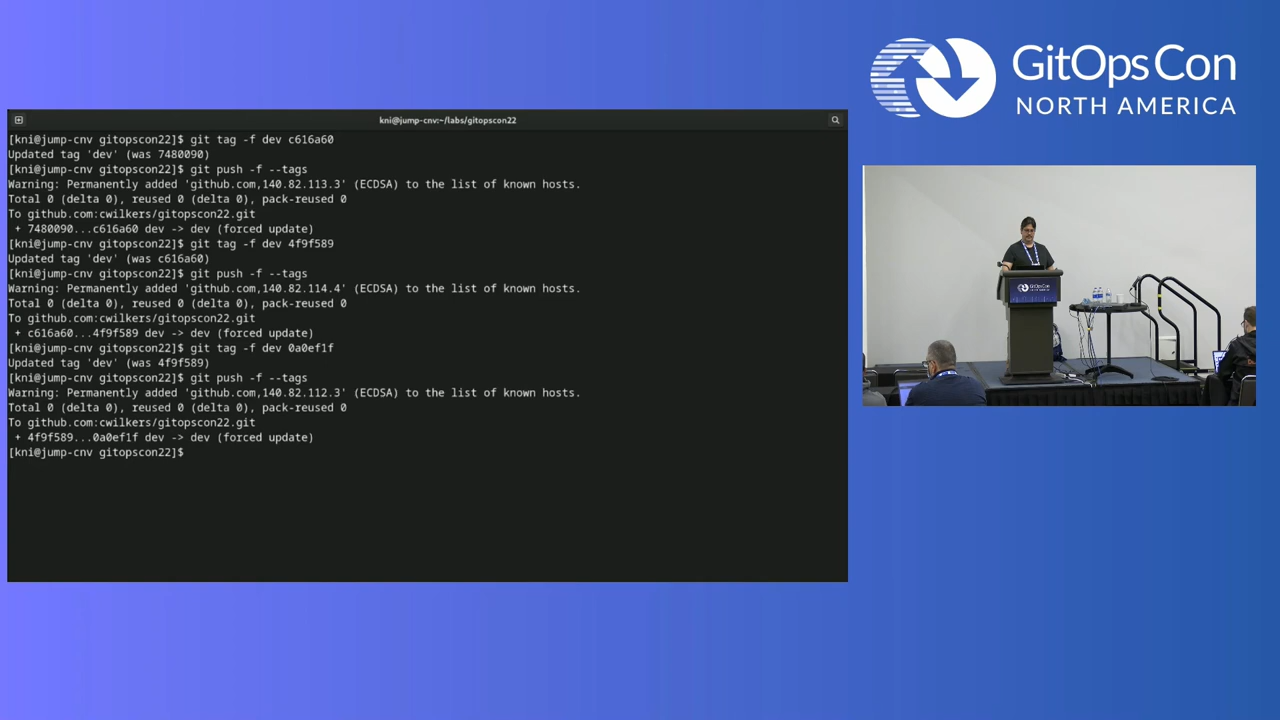 kni@jump-cnv:~/labs/gitopscon22
[kni@jump-cnv gitopscon22]$ git tag -f dev c616a60
Updated tag 'dev' (was 7480090)
[kni@jump-cnv gitopscon22]$ git push -f --tags
Warning: Permanently added 'github.com,140.82.113.3' (ECDSA) to the list of known hosts.
Total 0 (delta 0), reused 0 (delta 0), pack-reused 0
To github.com:cwilkers/gitopscon22.git
 + 7480090...c616a60 dev -> dev (forced update)
[kni@jump-cnv gitopscon22]$ git tag -f dev 4f9f589
Updated tag 'dev' (was c616a60)
[kni@jump-cnv gitopscon22]$ git push -f --tags
Warning: Permanently added 'github.com,140.82.114.4' (ECDSA) to the list of known hosts.
Total 0 (delta 0), reused 0 (delta 0), pack-reused 0
To github.com:cwilkers/gitopscon22.git
 + c616a60...4f9f589 dev -> dev (forced update)
[kni@jump-cnv gitopscon22]$ git tag -f dev 0a0ef1f
Updated tag 'dev' (was 4f9f589)
[kni@jump-cnv gitopscon22]$ git push -f --tags
Warning: Permanently added 'github.com,140.82.112.3' (ECDSA) to the list of known hosts.
Total 0 (delta 0), reused 0 (delta 0), pack-reused 0
To github.com:cwilkers/gitopscon22.git
 + 4f9f589...0a0ef1f dev -> dev (forced update)
[kni@jump-cnv gitopscon22]$
GitOpsCon
NORTH AMERICA
GitOpsCon